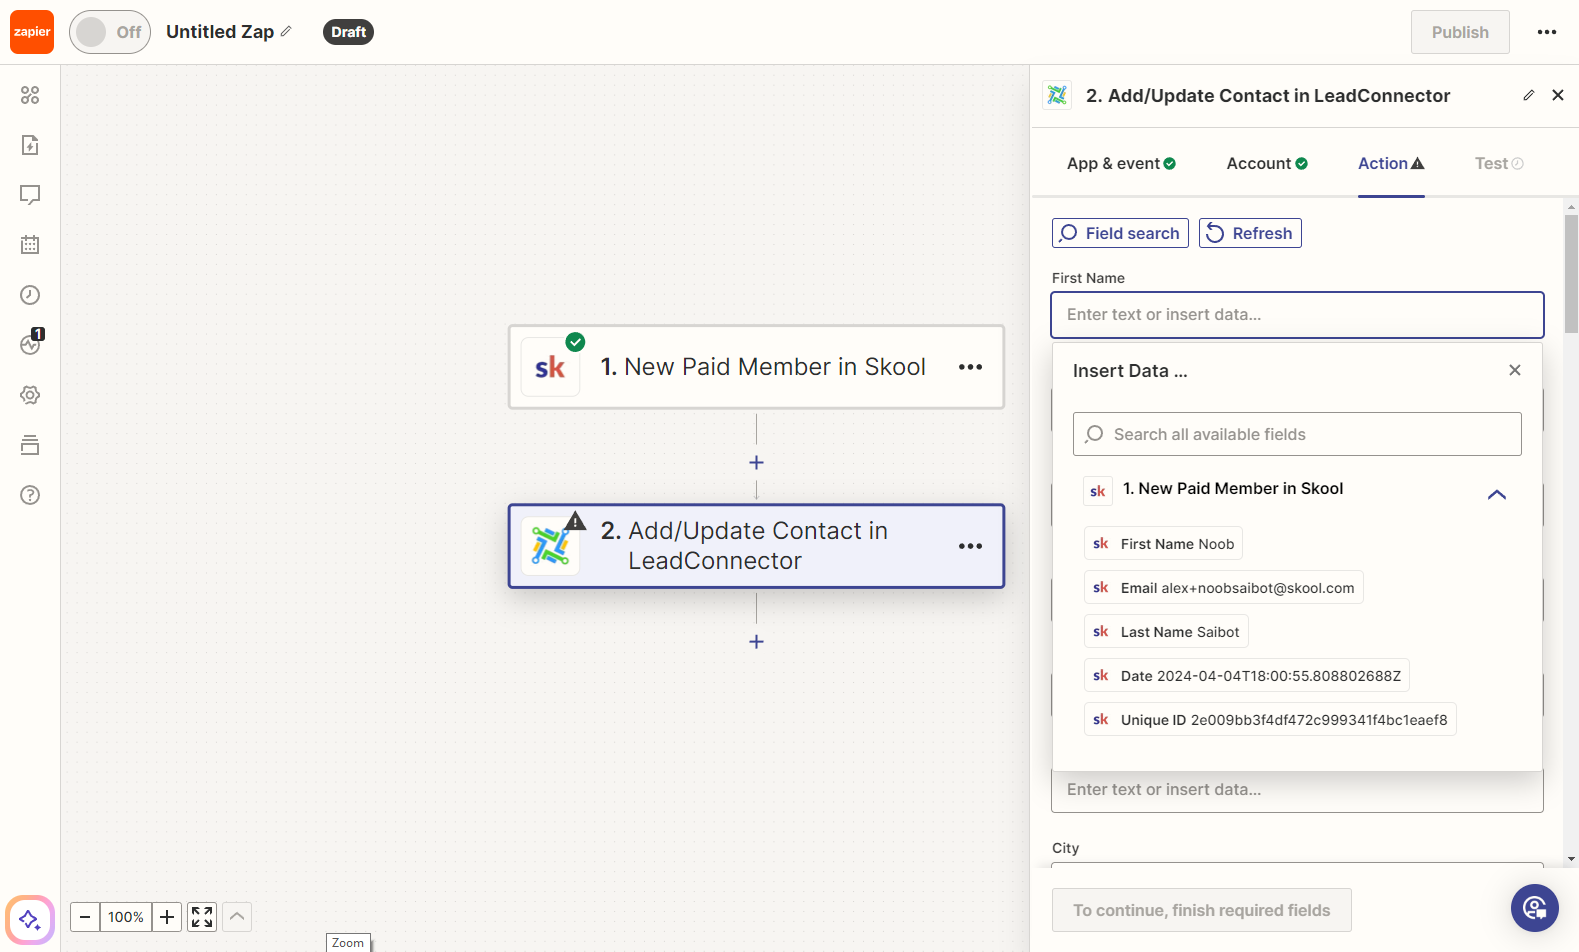 zapier
Off
Untitled Zap
Draft
Publish
2. Add/Update Contact in LeadConnector
App & event
Account
Action
Test
Field search
Refresh
First Name
Enter text or insert data...
Insert Data ...
Search all available fields
sk
1. New Paid Member in Skool
sk First Name Noob
sk Email alex+noobsaibot@skool.com
sk Last Name Saibot
sk Date 2024-04-04T18:00:55.808802688Z
sk Unique ID 2e009bb3f4df472c999341f4bc1eaef8
Enter text or insert data...
City
To continue, finish required fields
1
sk
1. New Paid Member in Skool
2. Add/Update Contact in
LeadConnector
100%
Zoom